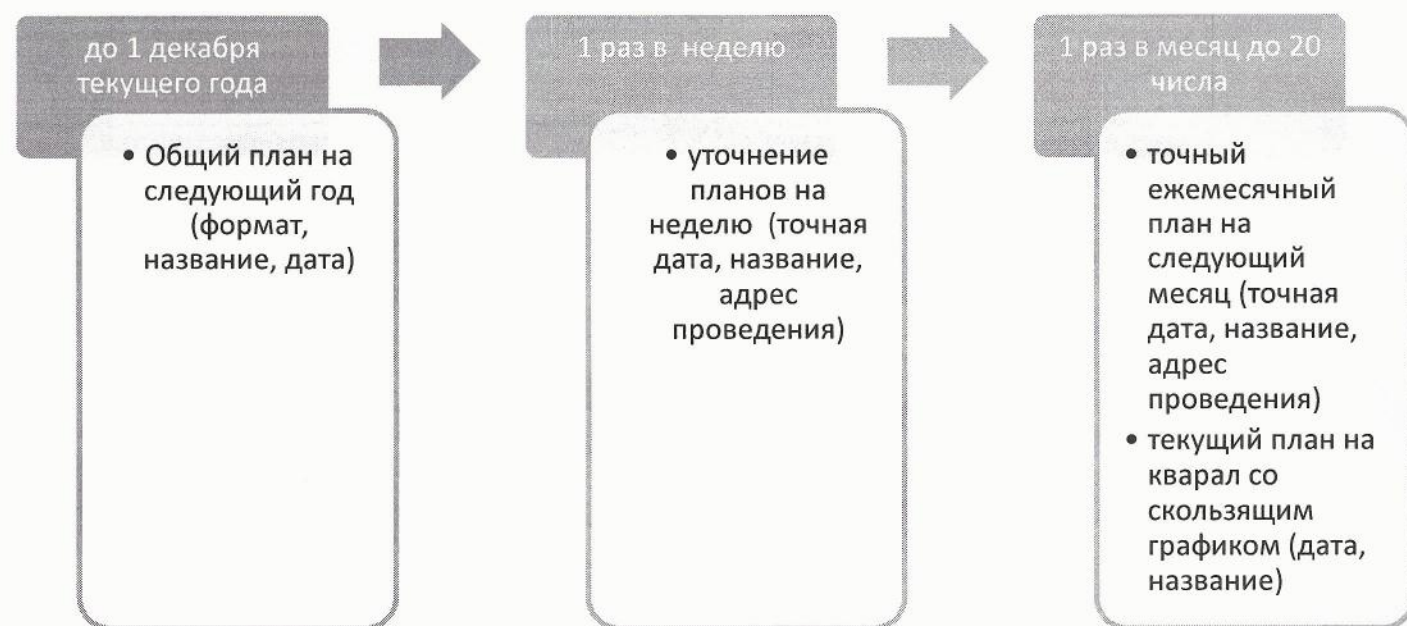 до 1 декабря
текущего года
• Общий план на
следующий год
(формат,
название, дата)
1 раз в неделю
• уточнение
планов на
неделю (точная
дата, название,
адрес
проведения)
1 раз в месяц до 20
числа
• точный
ежемесячный
план на
следующий
месяц (точная
дата, название,
адрес
проведения)
• текущий план на
кварал со
скользящим
графиком (дата,
название)